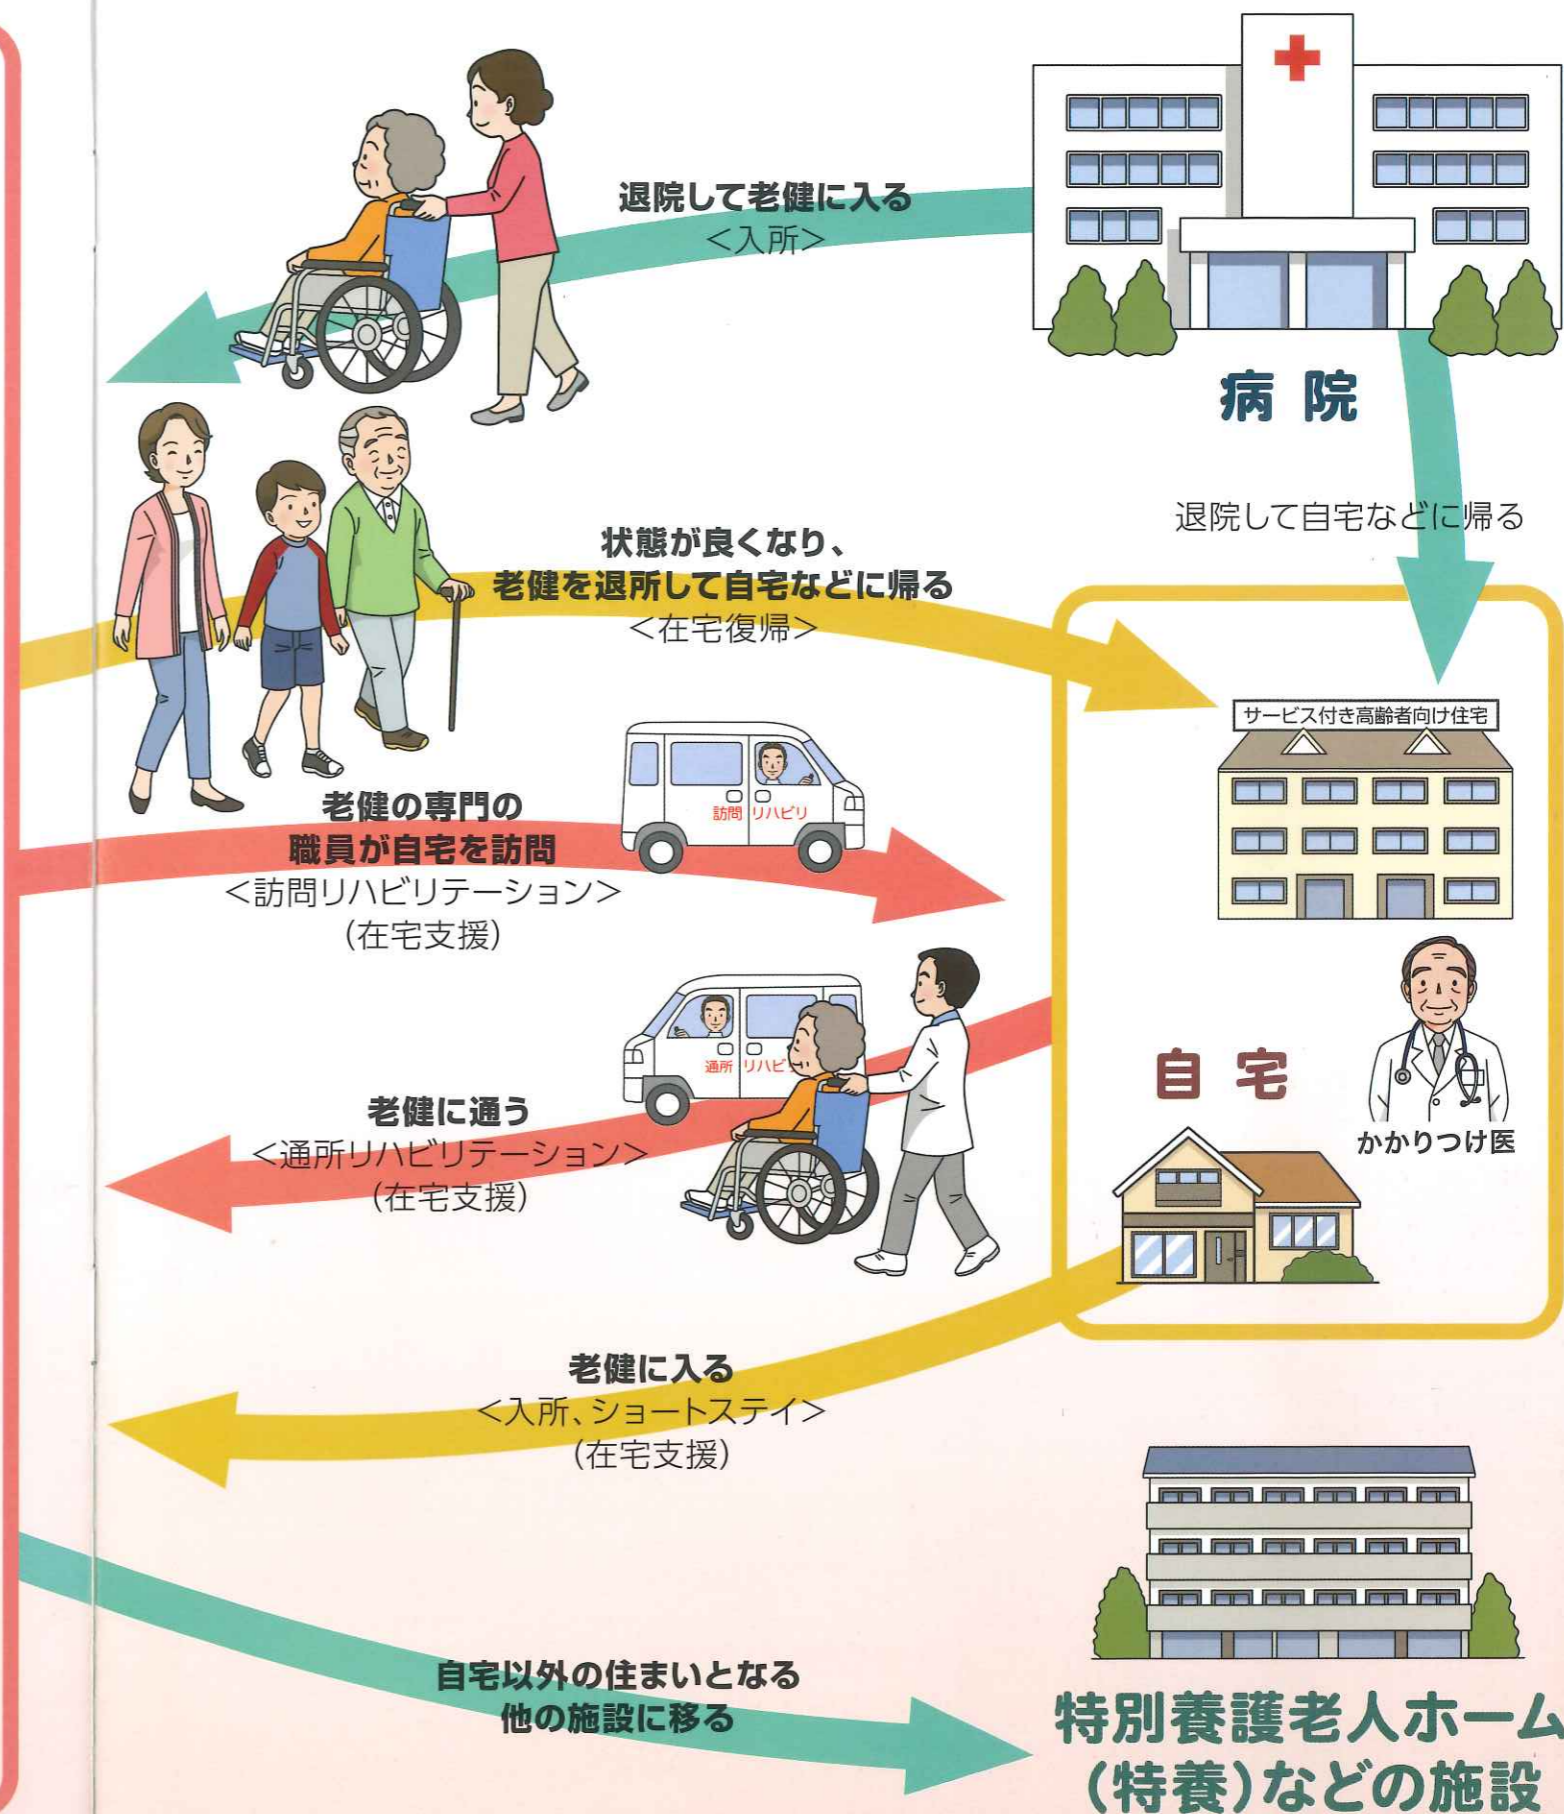 退院して老健に入る
＜入所＞
病院
退院して自宅などに帰る
状態が良くなり、
老健を退所して自宅などに帰る
＜在宅復帰＞
サービス付き高齢者向け住宅
訪問 リハビリ
老健の専門の
職員が自宅を訪問
＜訪問リハビリテーション＞
（在宅支援）
通所 リハビ
自宅
かかりつけ医
老健に通う
＜通所リハビリテーション＞
（在宅支援）
老健に入る
＜入所、ショートステイ＞
（在宅支援）
自宅以外の住まいとなる
他の施設に移る
特別養護老人ホーム
（特養）などの施設